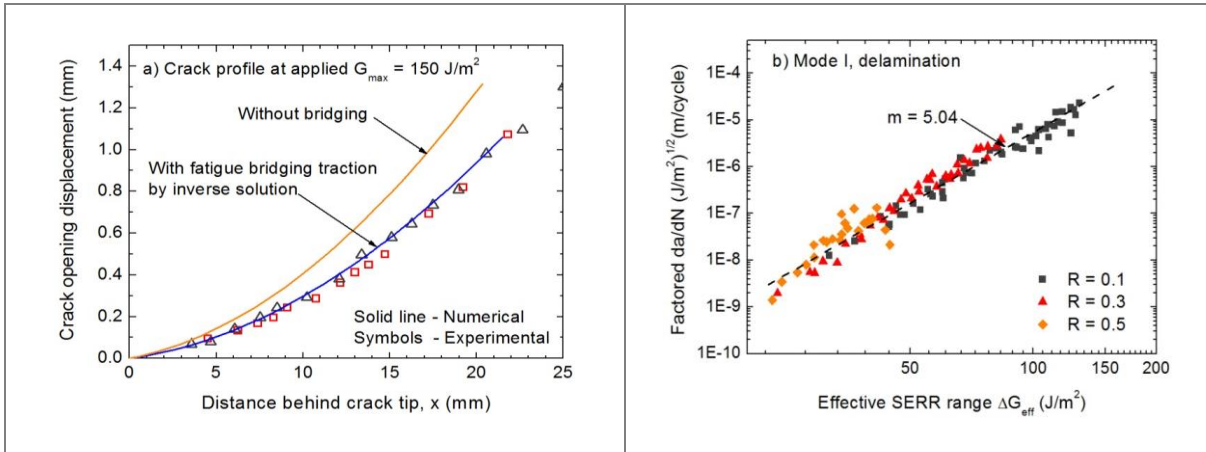 a) Crack profile at applied Gmax = 150 J/m²
Without bridging
With fatigue bridging traction
by inverse solution
Solid line - Numerical
Symbols - Experimental
Crack opening displacement (mm)
1.4
1.2
1.0
0.8
0.6
0.4
0.2
0.0
0
5
10
15
20
25
Distance behind crack tip, x (mm)
b) Mode I, delamination
m = 5.04
R = 0.1
R = 0.3
R = 0.5
Factored da/dN (J/m²)^1/2(m/cycle)
1E-4
1E-5
1E-6
1E-7
1E-8
1E-9
1E-10
50
100
150
200
Effective SERR range ΔGeff (J/m²)